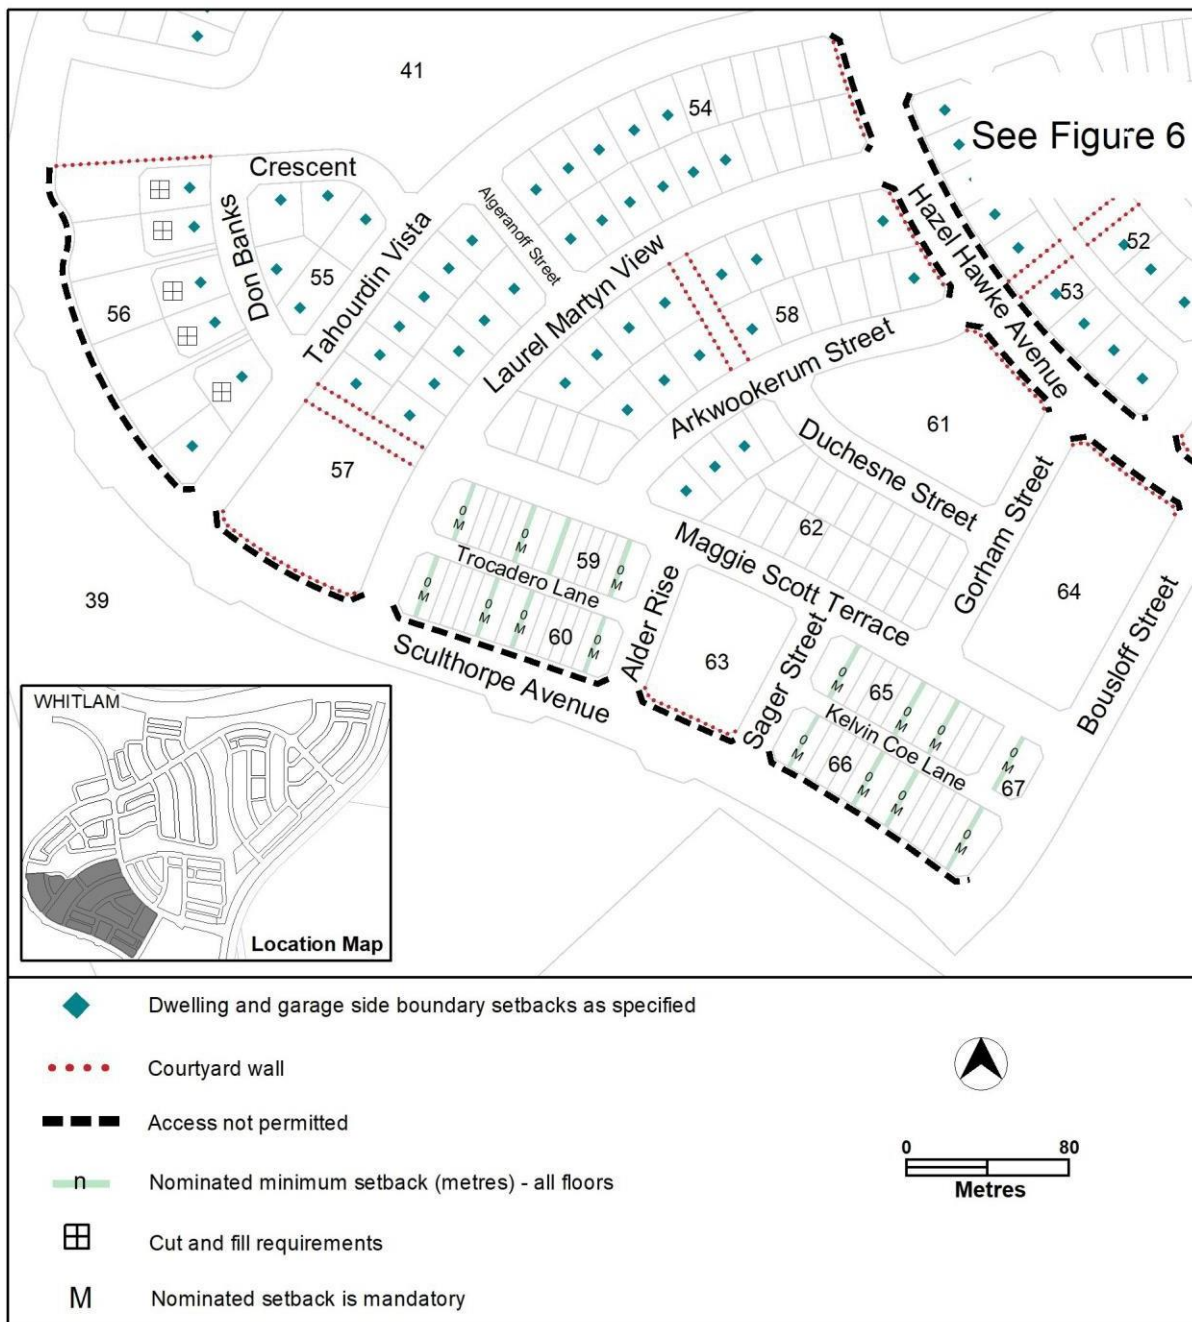 41
54
See Figure 6
Crescent
Don Banks
Tahourdin Vista
Algeranoff Street
Laurel Martyn View
Hazel Hawke Avenue
52
53
55
56
58
Arkwookerum Street
61
57
Duchesne Street
62
Maggie Scott Terrace
Gorham Street
64
Bousloff Street
39
0
M
0
M
59
0
M
Trocadero Lane
0
M
0
M
0
M
60
0
M
Sculthorpe Avenue
Alder Rise
63
Sager Street
0
M
65
0
M
0
M
Kelvin Coe Lane
0
M
67
0
M
66
0
M
0
M
0
M
WHITLAM
Location Map
Dwelling and garage side boundary setbacks as specified
Courtyard wall
Access not permitted
n
Nominated minimum setback (metres) - all floors
Cut and fill requirements
M
Nominated setback is mandatory
0 80
Metres